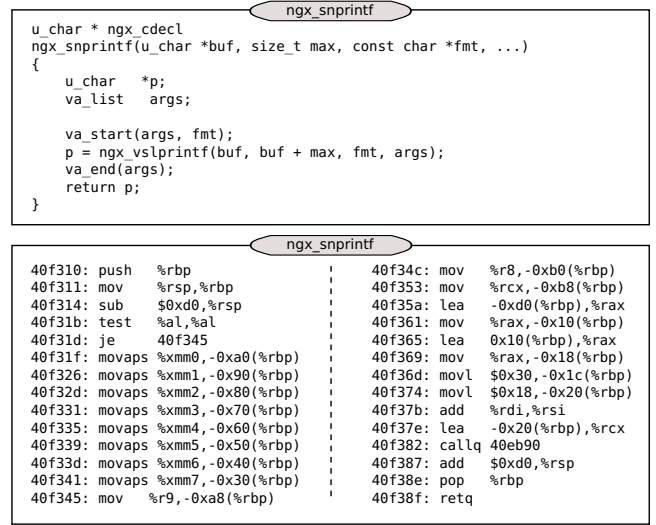 ngx_snprintf
u_char * ngx_cdecl
ngx_snprintf(u_char *buf, size_t max, const char *fmt, ...)
{
    u_char   *p;
    va_list   args;

    va_start(args, fmt);
    p = ngx_vslprintf(buf, buf + max, fmt, args);
    va_end(args);
    return p;
}
ngx_snprintf
40f310: push   %rbp
40f311: mov    %rsp,%rbp
40f314: sub    $0xd0,%rsp
40f31b: test   %al,%al
40f31d: je     40f345
40f31f: movaps %xmm0,-0xa0(%rbp)
40f326: movaps %xmm1,-0x90(%rbp)
40f32d: movaps %xmm2,-0x80(%rbp)
40f331: movaps %xmm3,-0x70(%rbp)
40f335: movaps %xmm4,-0x60(%rbp)
40f339: movaps %xmm5,-0x50(%rbp)
40f33d: movaps %xmm6,-0x40(%rbp)
40f341: movaps %xmm7,-0x30(%rbp)
40f345: mov   %r9,-0xa8(%rbp)
40f34c: mov    %r8,-0xb0(%rbp)
40f353: mov    %rcx,-0xb8(%rbp)
40f35a: lea    -0xd0(%rbp),%rax
40f361: mov    %rax,-0x10(%rbp)
40f365: lea    0x10(%rbp),%rax
40f369: mov    %rax,-0x18(%rbp)
40f36d: movl   $0x30,-0x1c(%rbp)
40f374: movl   $0x18,-0x20(%rbp)
40f37b: add    %rdi,%rsi
40f37e: lea    -0x20(%rbp),%rcx
40f382: callq  40eb90
40f387: add    $0xd0,%rsp
40f38e: pop    %rbp
40f38f: retq